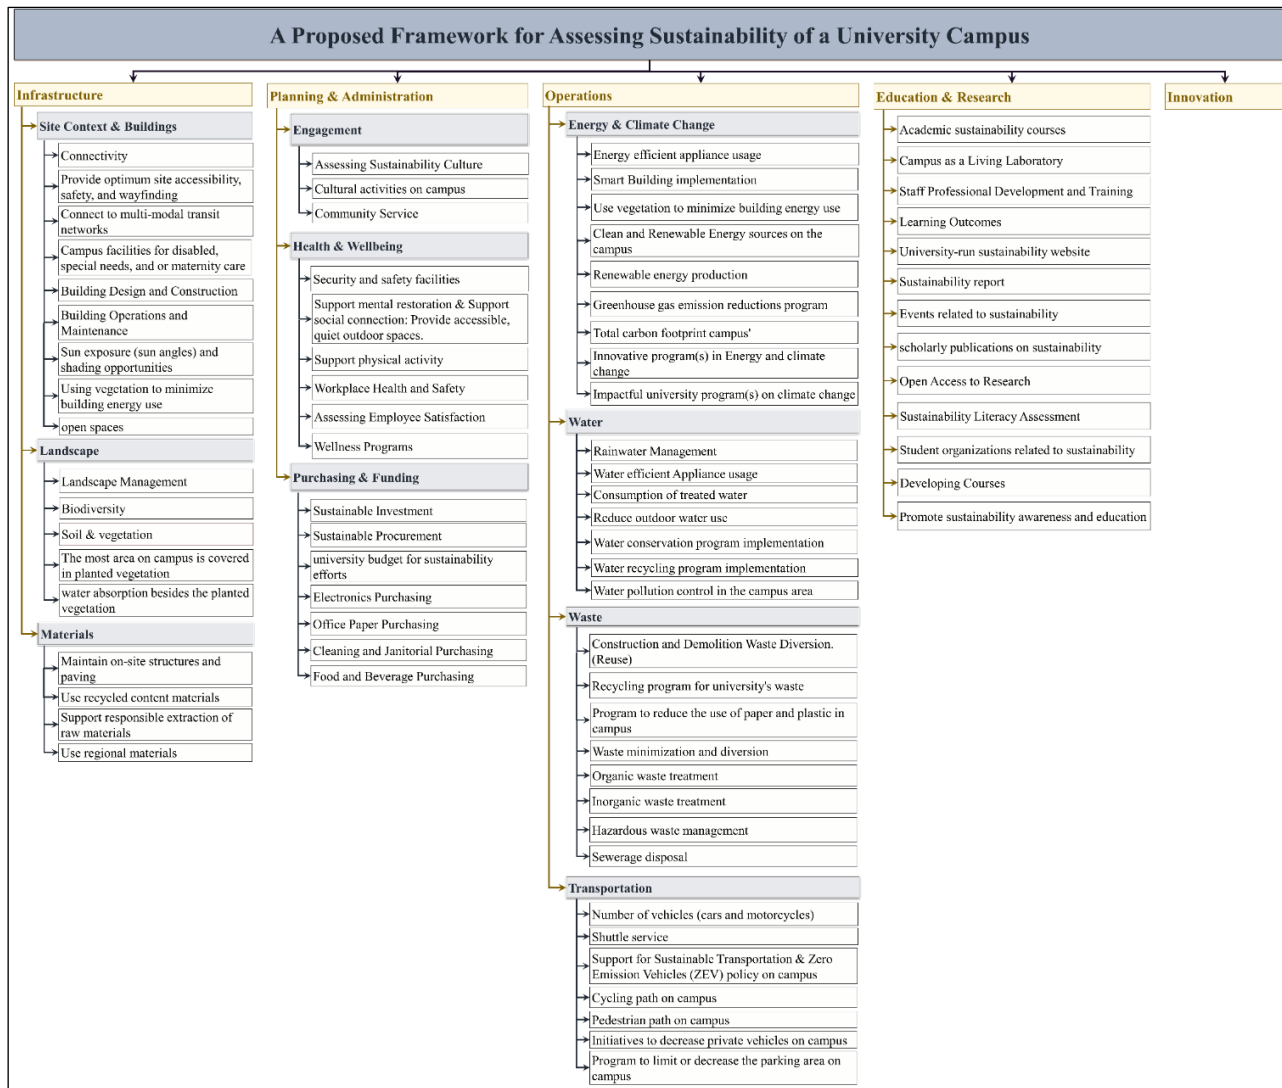 A Proposed Framework for Assessing Sustainability of a University Campus
Infrastructure
Site Context & Buildings
Connectivity
Provide optimum site accessibility,
safety, and wayfinding
Connect to multi-modal transit
networks
Campus facilities for disabled,
special needs, and or maternity care
Building Design and Construction
Building Operations and
Maintenance
Sun exposure (sun angles) and
shading opportunities
Using vegetation to minimize
building energy use
open spaces
Landscape
Landscape Management
Biodiversity
Soil & vegetation
The most area on campus is covered
in planted vegetation
water absorption besides the planted
vegetation
Materials
Maintain on-site structures and
paving
Use recycled content materials
Support responsible extraction of
raw materials
Use regional materials
Planning & Administration
Engagement
Assessing Sustainability Culture
Cultural activities on campus
Community Service
Health & Wellbeing
Security and safety facilities
Support mental restoration & Support
social connection: Provide accessible,
quiet outdoor spaces.
Support physical activity
Workplace Health and Safety
Assessing Employee Satisfaction
Wellness Programs
Purchasing & Funding
Sustainable Investment
Sustainable Procurement
university budget for sustainability
efforts
Electronics Purchasing
Office Paper Purchasing
Cleaning and Janitorial Purchasing
Food and Beverage Purchasing
Operations
Energy & Climate Change
Energy efficient appliance usage
Smart Building implementation
Use vegetation to minimize building energy use
Clean and Renewable Energy sources on the
campus
Renewable energy production
Greenhouse gas emission reductions program
Total carbon footprint campus'
Innovative program(s) in Energy and climate
change
Impactful university program(s) on climate change
Water
Rainwater Management
Water efficient Appliance usage
Consumption of treated water
Reduce outdoor water use
Water conservation program implementation
Water recycling program implementation
Water pollution control in the campus area
Waste
Construction and Demolition Waste Diversion.
(Reuse)
Recycling program for university's waste
Program to reduce the use of paper and plastic in
campus
Waste minimization and diversion
Organic waste treatment
Inorganic waste treatment
Hazardous waste management
Sewerage disposal
Transportation
Number of vehicles (cars and motorcycles)
Shuttle service
Support for Sustainable Transportation & Zero
Emission Vehicles (ZEV) policy on campus
Cycling path on campus
Pedestrian path on campus
Initiatives to decrease private vehicles on campus
Program to limit or decrease the parking area on
campus
Education & Research
Academic sustainability courses
Campus as a Living Laboratory
Staff Professional Development and Training
Learning Outcomes
University-run sustainability website
Sustainability report
Events related to sustainability
scholarly publications on sustainability
Open Access to Research
Sustainability Literacy Assessment
Student organizations related to sustainability
Developing Courses
Promote sustainability awareness and education
Innovation